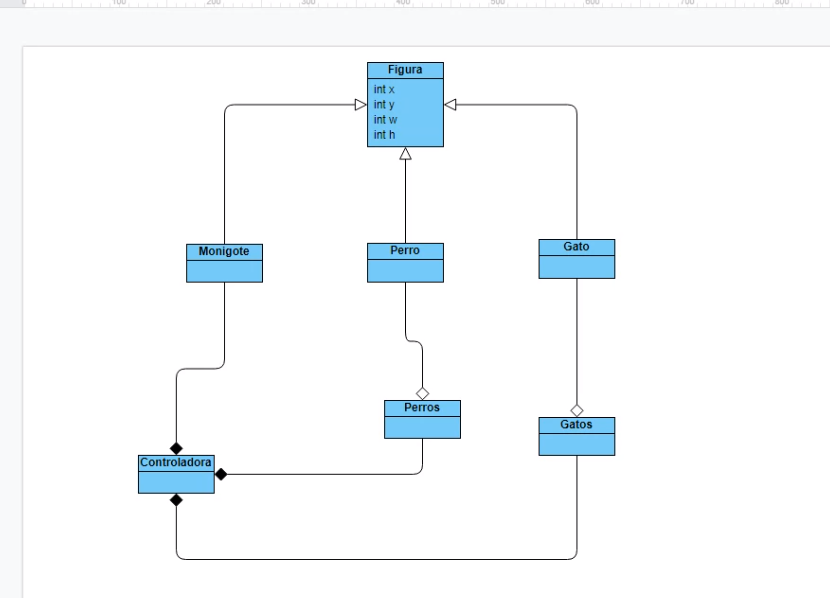 0 100 200 300 400 500 600 700 800
Figura
int x
int y
int w
int h
Monigote
Perro
Gato
Perros
Gatos
Controladora